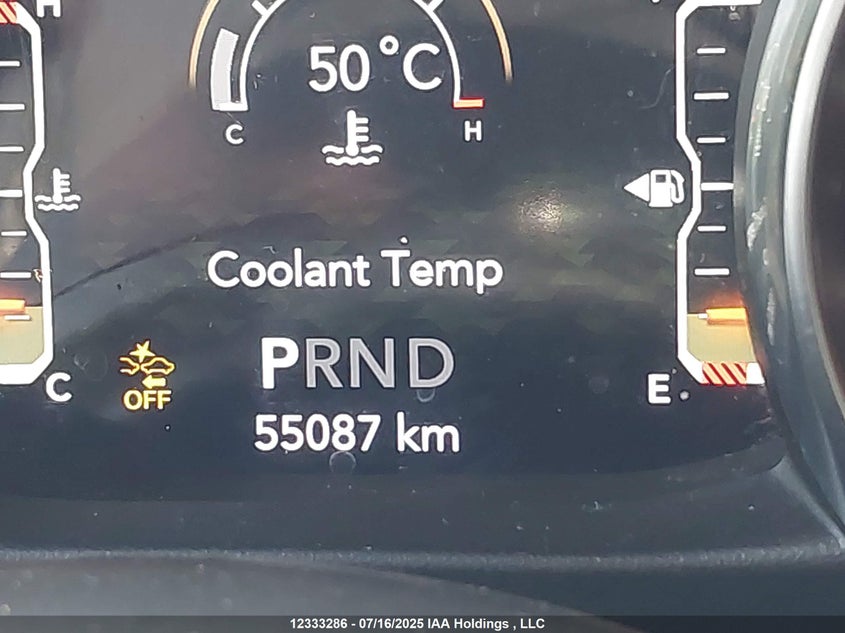 H
50°C
C H
Coolant Temp
PRND
C
OFF
E
55087 km
12333286 - 07/16/2025 IAA Holdings , LLC